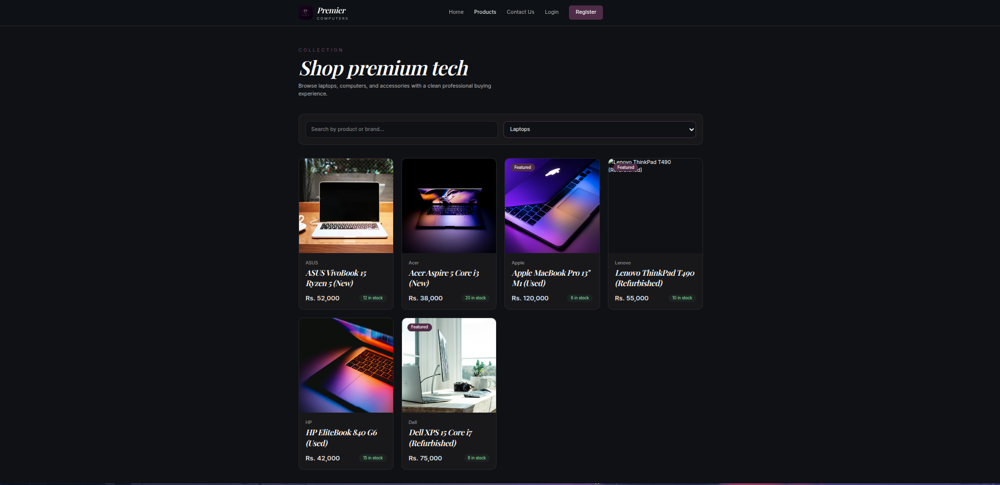 Premier
COMPUTERS
Home Products Contact Us Login Register
COLLECTION
Shop premium tech
Browse laptops, computers, and accessories with a clean professional buying
experience.
Search by product or brand...
Laptops
ASUS
ASUS VivoBook 15
Ryzen 5 (New)
Rs. 52,000
12 in stock
Acer
Acer Aspire 5 Core i3
(New)
Rs. 38,000
20 in stock
Featured
Apple
Apple MacBook Pro 13"
M1 (Used)
Rs. 120,000
6 in stock
Lenovo ThinkPad T490
(Refurbished)
Featured
Lenovo
Lenovo ThinkPad T490
(Refurbished)
Rs. 55,000
10 in stock
HP
HP EliteBook 840 G6
(Used)
Rs. 42,000
15 in stock
Featured
Dell
Dell XPS 15 Core i7
(Refurbished)
Rs. 75,000
8 in stock